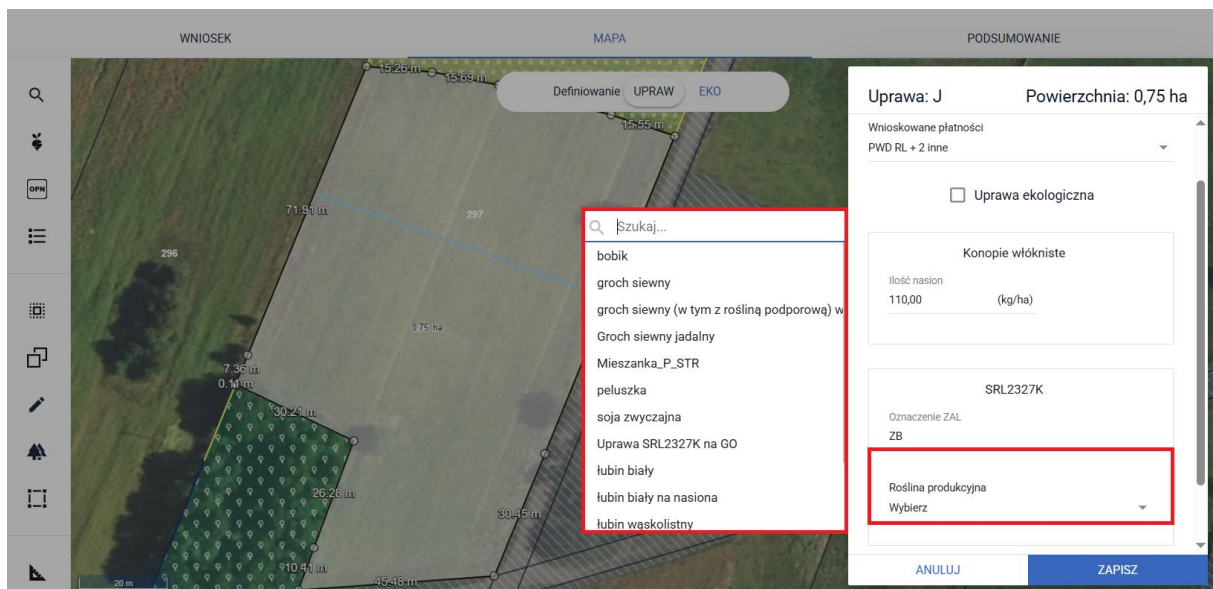 WNIOSEK
MAPA
PODSUMOWANIE
OPN
15.26 m
15.69 m
Definiowanie UPRAW EKO
15.55 m
71.91 m
297
296
0.75 ha
7.36 m
0.11 m
30.21 m
26.28 m
30.45 m
10.41 m
45.48 m
20 m
Szukaj...
bobik
groch siewny
groch siewny (w tym z rośliną podporową) w
Groch siewny jadalny
Mieszanka_P_STR
peluszka
soja zwyczajna
Uprawa SRL2327K na GO
łubin biały
łubin biały na nasiona
łubin wąskolistny
Uprawa: J
Powierzchnia: 0,75 ha
Wnioskowane płatności
PWD RL + 2 inne
Uprawa ekologiczna
Konopie włókniste
Ilość nasion
110,00 (kg/ha)
SRL2327K
Oznaczenie ZAL
ZB
Roślina produkcyjna
Wybierz
ANULUJ
ZAPISZ